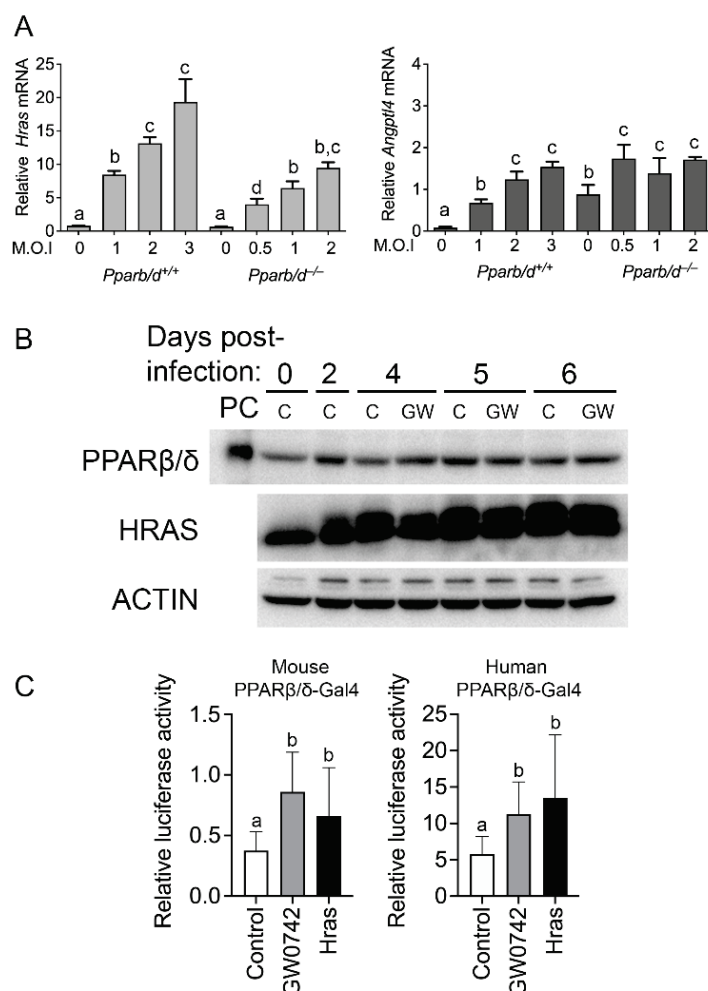 A
Relative Hras mRNA
25
20
15
10
5
0
a
b
c
c
a
d
b
b,c
M.O.I
0
1
2
3
0
0.5
1
2
Pparb/d+/+
Pparb/d–/–
Relative Angptl4 mRNA
4
3
2
1
0
a
b
c
c
b
c
c
c
M.O.I
0
1
2
3
0
0.5
1
2
Pparb/d+/+
Pparb/d–/–
B
Days post-
infection: 0 2 4 5 6
PC C C C GW C GW C GW
PPARβ/δ
HRAS
ACTIN
C
Mouse
PPARβ/δ-Gal4
Relative luciferase activity
1.5
1.0
0.5
0.0
a
b
b
Control
GW0742
Hras
Human
PPARβ/δ-Gal4
Relative luciferase activity
25
20
15
10
5
0
a
b
b
Control
GW0742
Hras